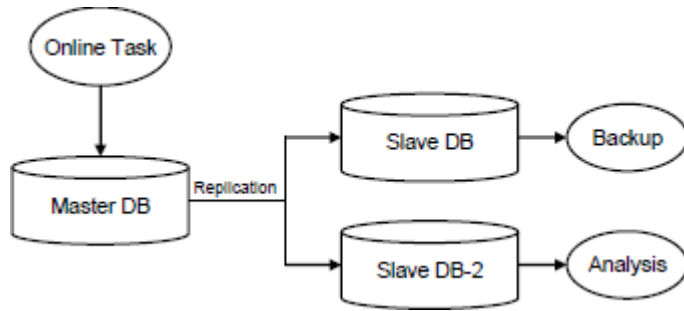 Online Task
Slave DB
Backup
Replication
Master DB
Slave DB-2
Analysis